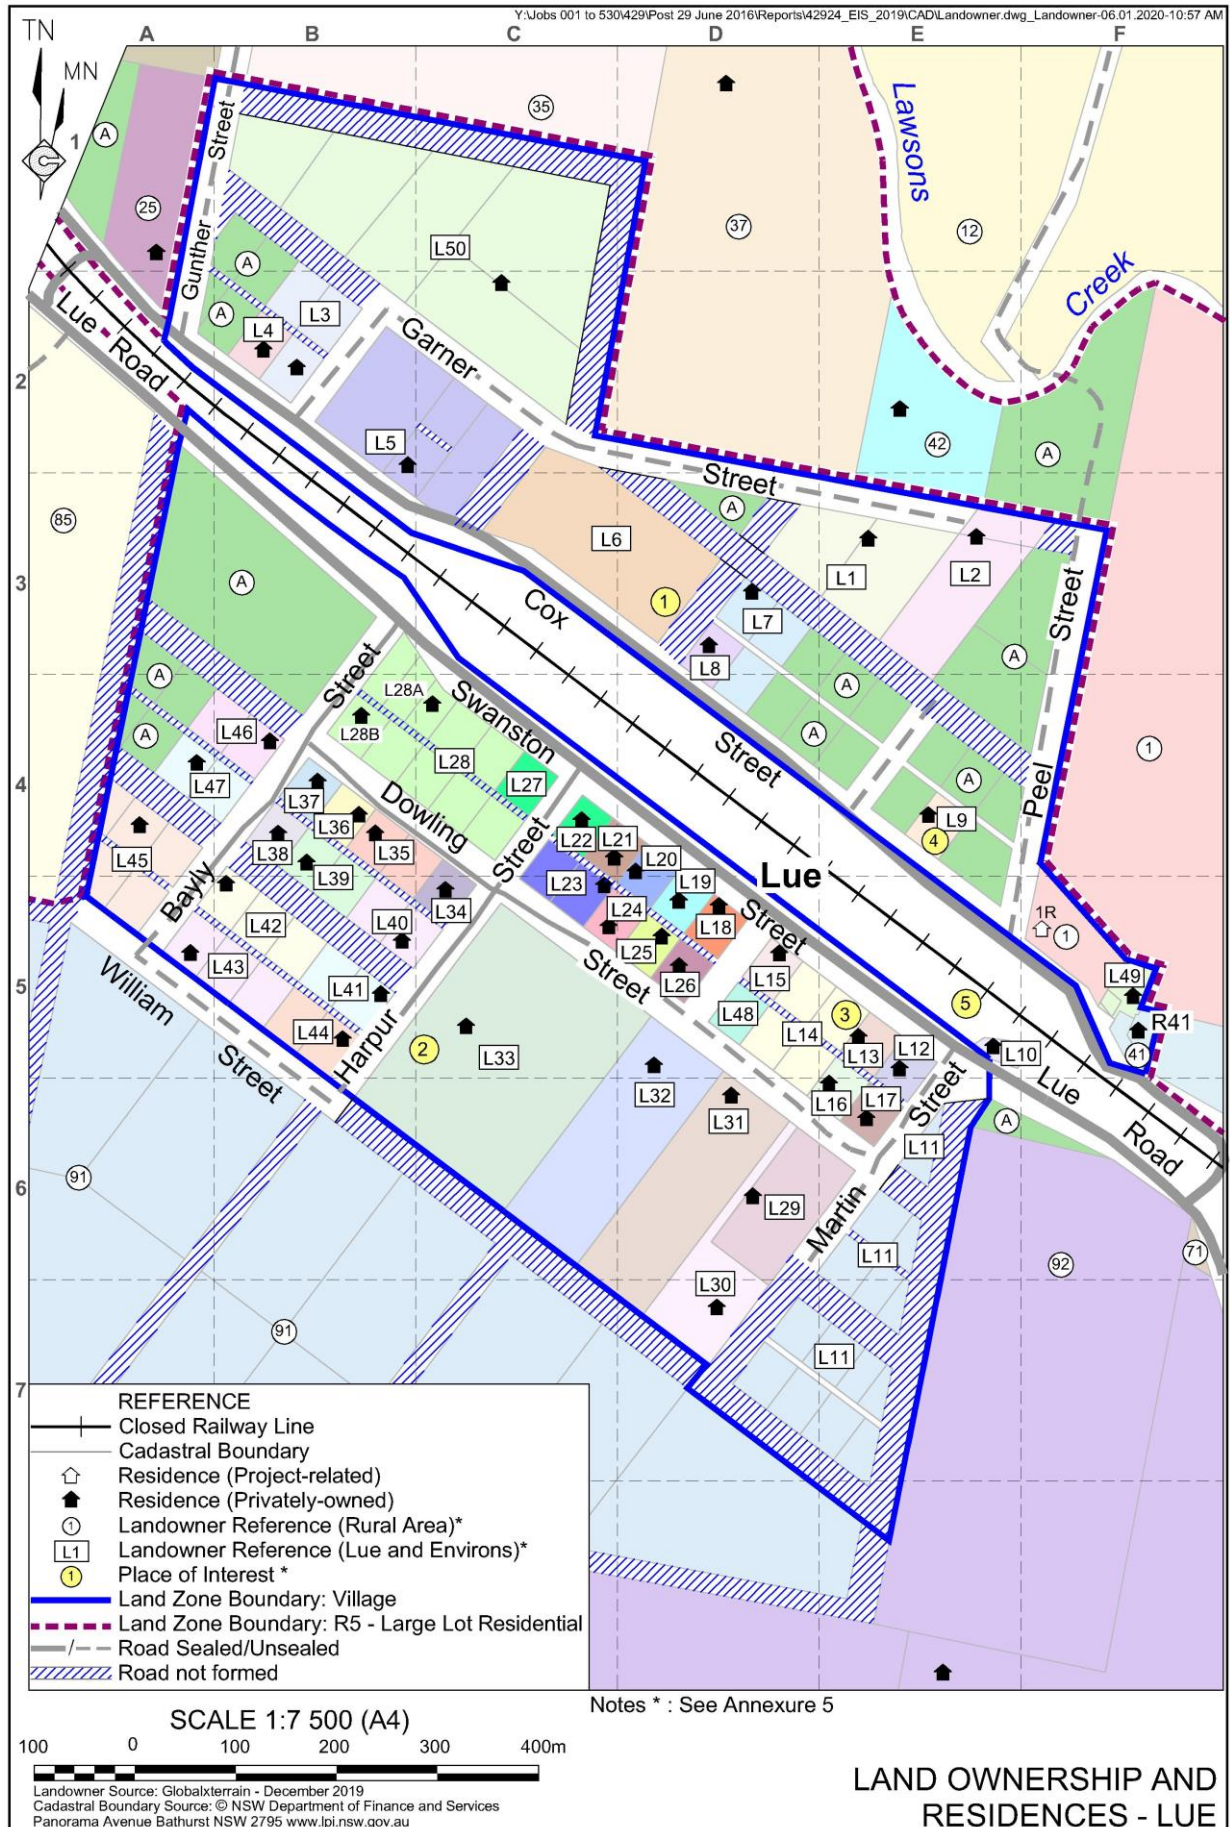 Y:\Jobs 001 to 530\429\Post 29 June 2016\Reports\42924_EIS_2019\CAD\Landowner.dwg_Landowner-06.01.2020-10:57 AM
TN
MN
A B C D E F
1
2
3
4
5
6
7
A
25
35
37
12
Lawsons
Creek
Gunther Street
A
A
L3
L4
L50
Garner
Street
Lue Road
L5
42
A
85
A
L6
1
A
L1
L2
L7
L8
Cox
Street
A
A
A
A
Peel Street
1
A
A
L46
L47
Street
L28A
L28B
L28
Swanston
L27
L9
4
L37
L36
L35
Dowling
Street
L38
L39
L45
Bayly
L22
L21
L20
L19
L23
L24
L18
Lue
Street
1R
1
L34
L40
L42
L43
L41
L44
L25
L26
Street
L15
L48
L14
3
L13
L12
5
L10
L49
R41
41
William
Street
Harpur
2
L33
L32
L31
L16
L17
Street
L11
A
Lue
Road
91
L29
Martin
L11
92
71
L30
91
L11
REFERENCE
Closed Railway Line
Cadastral Boundary
Residence (Project-related)
Residence (Privately-owned)
1 Landowner Reference (Rural Area)*
L1 Landowner Reference (Lue and Environs)*
1 Place of Interest *
Land Zone Boundary: Village
Land Zone Boundary: R5 - Large Lot Residential
/ Road Sealed/Unsealed
Road not formed
Notes * : See Annexure 5
SCALE 1:7 500 (A4)
100 0 100 200 300 400m
Landowner Source: Globalxterrain - December 2019
Cadastral Boundary Source: © NSW Department of Finance and Services
Panorama Avenue Bathurst NSW 2795 www.lpi.nsw.gov.au
LAND OWNERSHIP AND
RESIDENCES - LUE